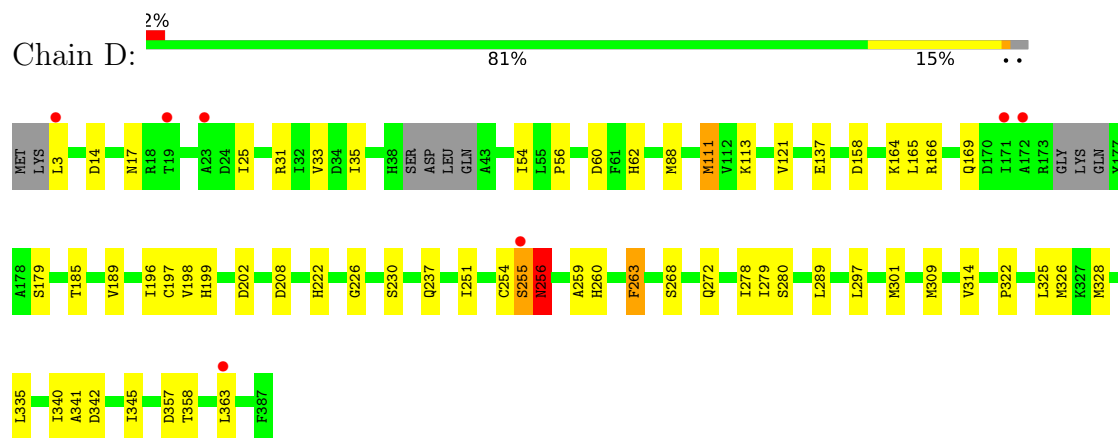 2%
Chain D:
81%
15%
MET LYS L3 D14 N17 R18 T19 A23 D24 I25 R31 I32 V33 D34 I35 H38 SER ASP LEU GLN A43 I54 L55 P56 D60 F61 H62 M88 M111 V112 K113 V121 E137 D158 K164 L165 R166 Q169 D170 I171 A172 R173 GLY LYS GLN Y177
A178 S179 T185 V189 I196 C197 V198 H199 D202 D208 H222 G226 S230 Q237 I251 C254 S255 N256 A259 H260 F263 S268 Q272 I278 I279 S280 L289 L297 M301 M309 V314 P322 L325 M326 K327 M328
L335 I340 A341 D342 I345 D357 T358 L363 F387